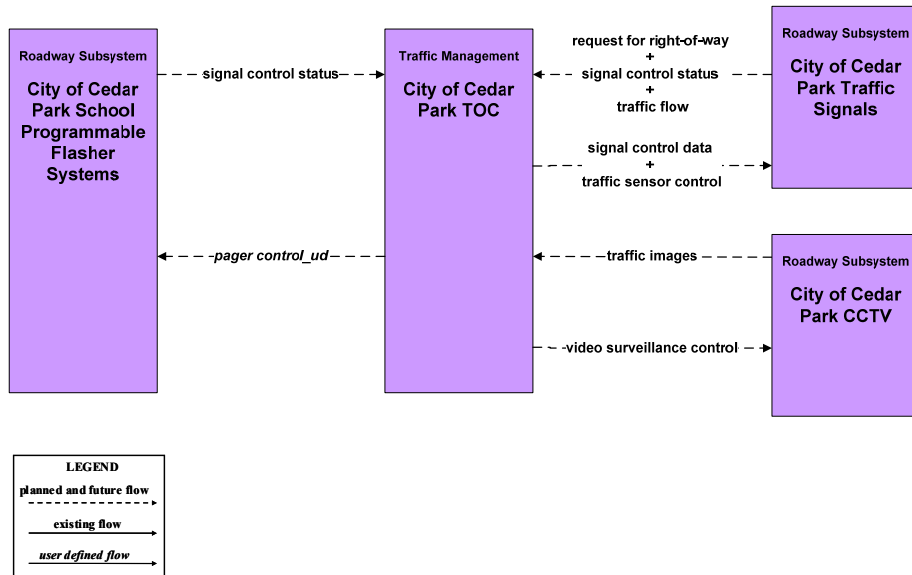 Roadway Subsystem
City of Cedar
Park School
Programmable
Flasher
Systems
signal control status
pager control_ud
Traffic Management
City of Cedar
Park TOC
request for right-of-way
+
signal control status
+
traffic flow
signal control data
+
traffic sensor control
traffic images
video surveillance control
Roadway Subsystem
City of Cedar
Park Traffic
Signals
Roadway Subsystem
City of Cedar
Park CCTV
LEGEND
planned and future flow
existing flow
user defined flow